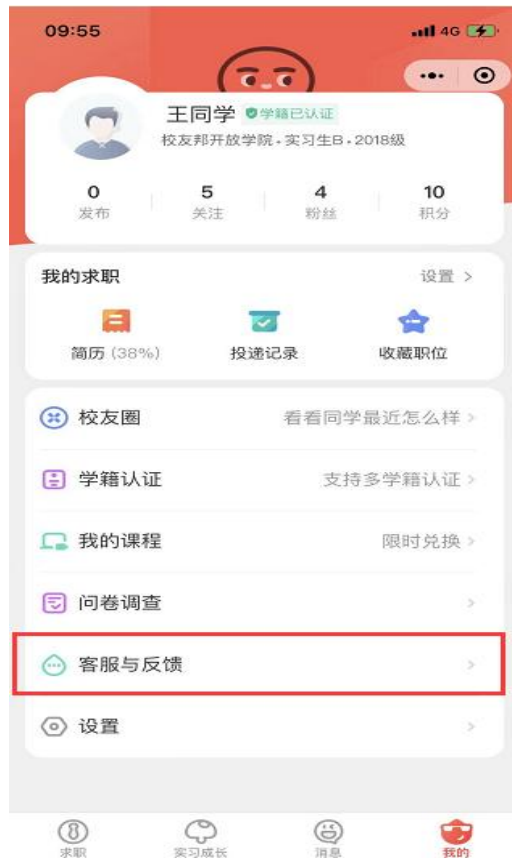 09:55 4G
王同学 学籍已认证
校友邦开放学院·实习生B·2018级
0 5 4 10
发布 关注 粉丝 积分
我的求职 设置 >
简历 (38%) 投递记录 收藏职位
校友圈 看看同学最近怎么样 >
学籍认证 支持多学籍认证 >
我的课程 限时兑换 >
问卷调查 >
客服与反馈 >
设置 >
求职 实习成长 消息 我的